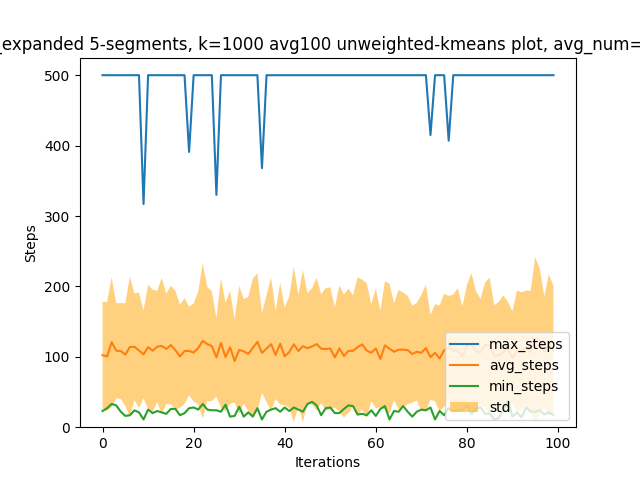 _expanded 5-segments, k=1000 avg100 unweighted-kmeans plot, avg_num=
500
400
300
200
100
0
Steps
0 20 40 60 80 100
Iterations
max_steps
avg_steps
min_steps
std